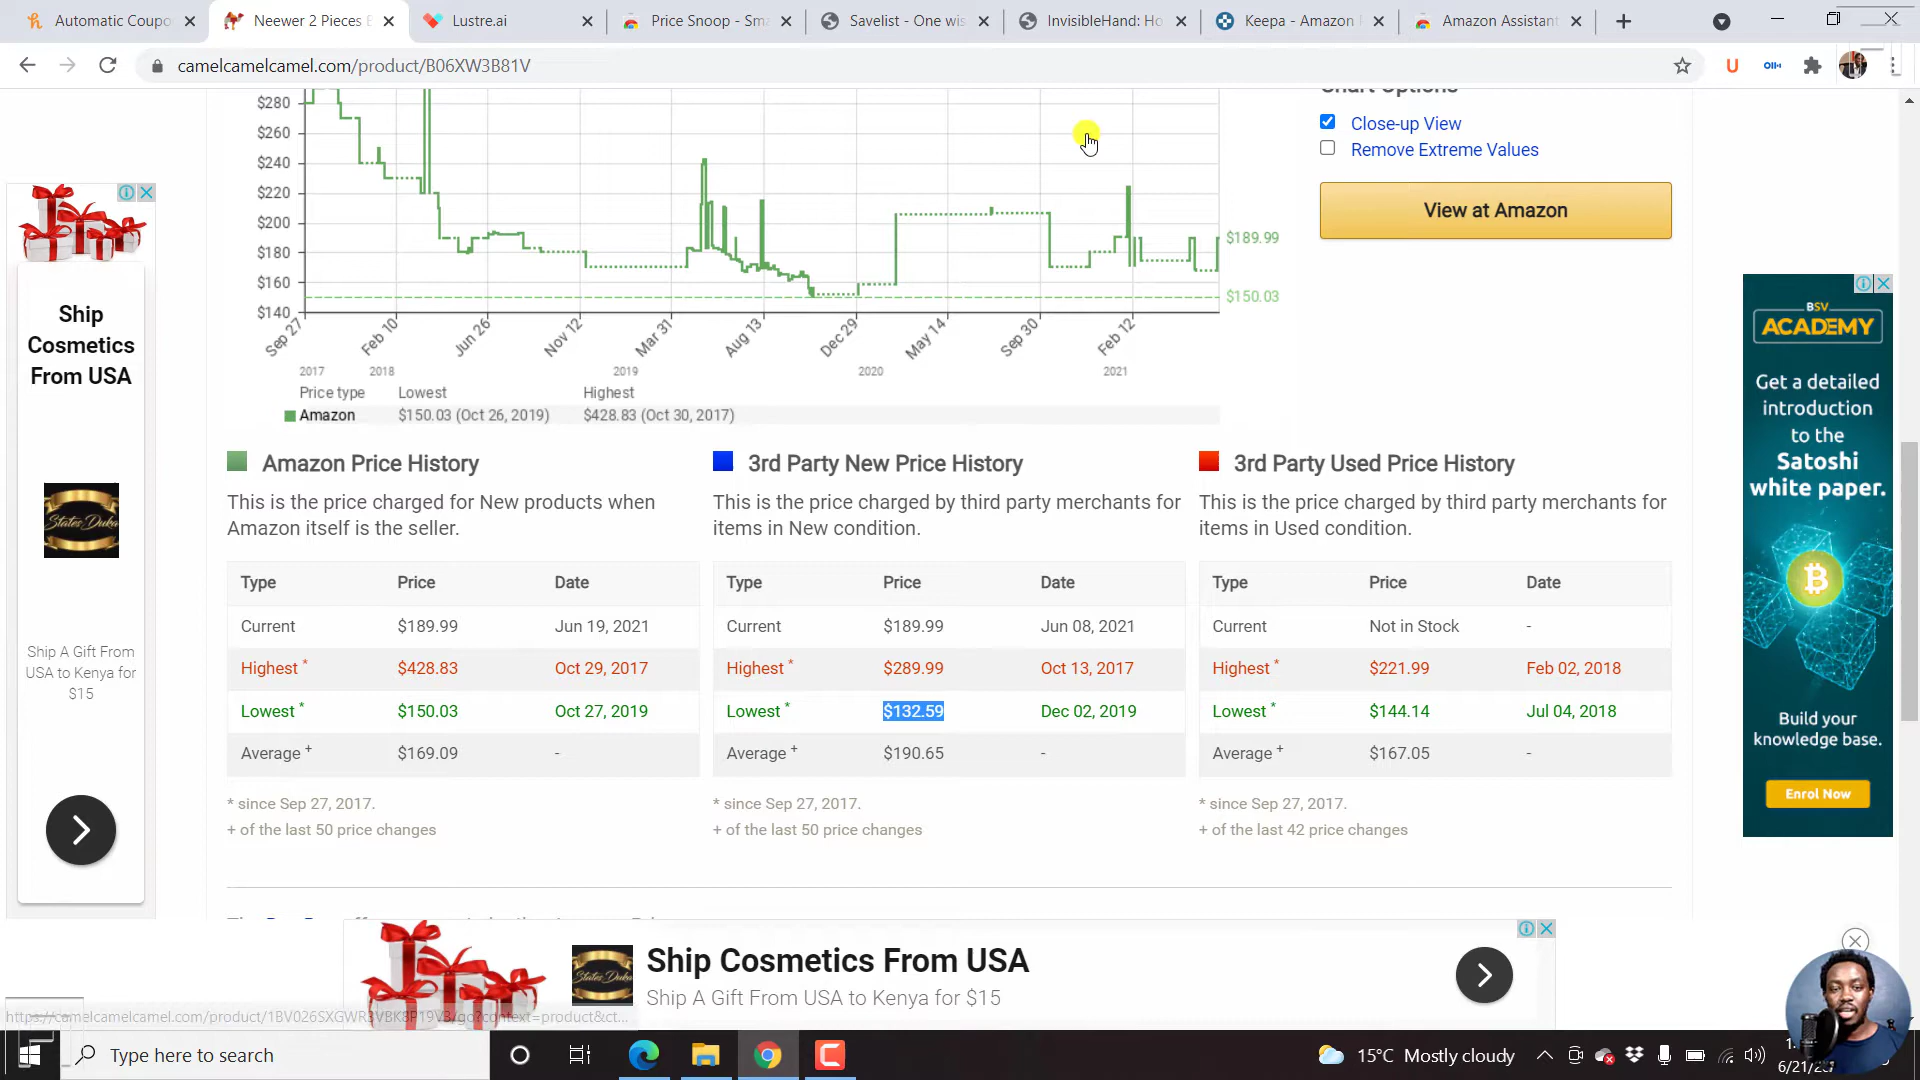 Automatic Coupo
Neewer 2 Pieces
Lustre.ai
Price Snoop - Sma
Savelist - One wis
InvisibleHand: Ho
Keepa - Amazon
Amazon Assistant
camelcamelcamel.com/product/B06XW3B81V
Chart Options
Close-up View
Remove Extreme Values
View at Amazon
$280
$260
$240
$220
$200
$180
$160
$140
$189.99
$150.03
Sep 27
Feb 10
Jun 26
Nov 12
Mar 31
Aug 13
Dec 29
May 14
Sep 30
Feb 12
2017 2018 2019 2020 2021
Price type Lowest Highest
Amazon $150.03 (Oct 26, 2019) $428.83 (Oct 30, 2017)
Amazon Price History
This is the price charged for New products when
Amazon itself is the seller.
Type Price Date
Current $189.99 Jun 19, 2021
Highest * $428.83 Oct 29, 2017
Lowest * $150.03 Oct 27, 2019
Average + $169.09 -
* since Sep 27, 2017.
+ of the last 50 price changes
3rd Party New Price History
This is the price charged by third party merchants for
items in New condition.
Type Price Date
Current $189.99 Jun 08, 2021
Highest * $289.99 Oct 13, 2017
Lowest * $132.59 Dec 02, 2019
Average + $190.65 -
* since Sep 27, 2017.
+ of the last 50 price changes
3rd Party Used Price History
This is the price charged by third party merchants for
items in Used condition.
Type Price Date
Current Not in Stock -
Highest * $221.99 Feb 02, 2018
Lowest * $144.14 Jul 04, 2018
Average + $167.05 -
* since Sep 27, 2017.
+ of the last 42 price changes
Ship
Cosmetics
From USA
States Duka
Ship A Gift From
USA to Kenya for
$15
BSV
ACADEMY
Get a detailed
introduction
to the
Satoshi
white paper.
Build your
knowledge base.
Enrol Now
States Duka
Ship Cosmetics From USA
Ship A Gift From USA to Kenya for $15
Type here to search
15°C Mostly cloudy